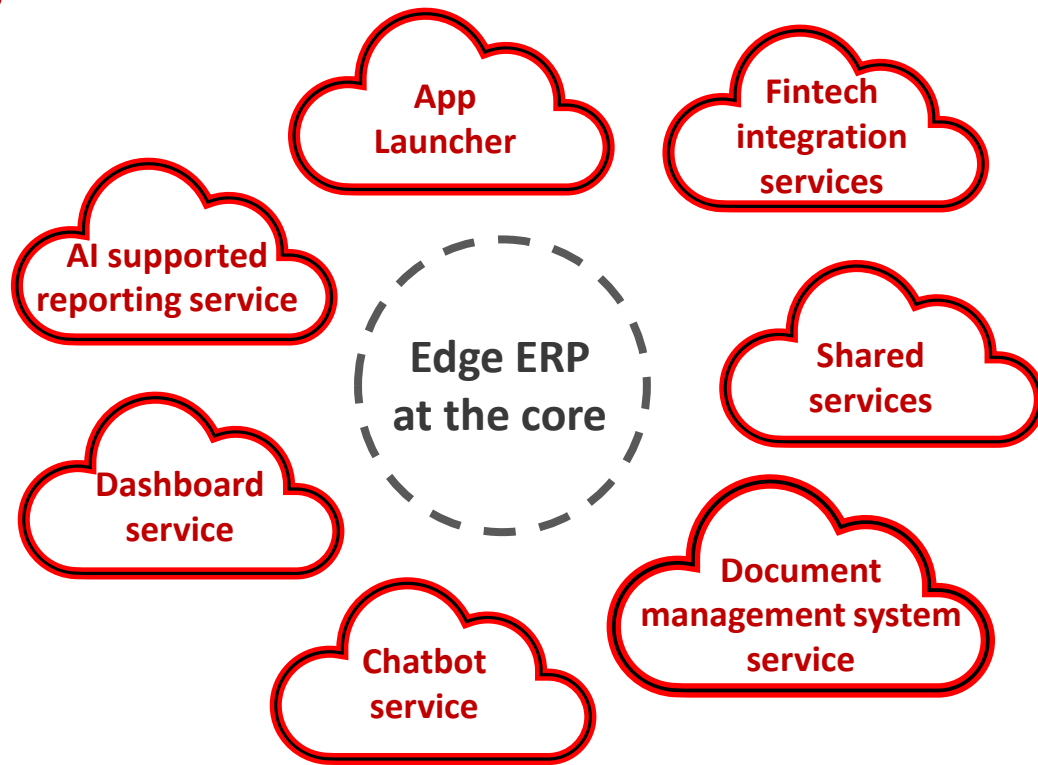 App
Launcher
Fintech
integration
services
AI supported
reporting service
Edge ERP
at the core
Shared
services
Dashboard
service
Document
management system
service
Chatbot
service